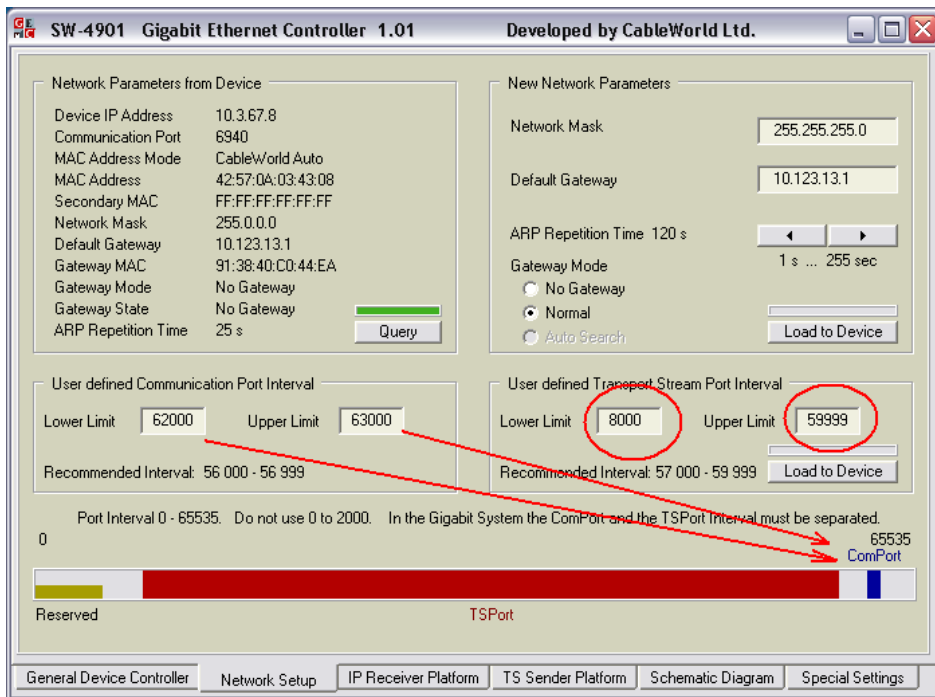 SW-4901 Gigabit Ethernet Controller 1.01 Developed by CableWorld Ltd.
Network Parameters from Device
Device IP Address 10.3.67.8
Communication Port 6940
MAC Address Mode CableWorld Auto
MAC Address 42:57:0A:03:43:08
Secondary MAC FF:FF:FF:FF:FF:FF
Network Mask 255.0.0.0
Default Gateway 10.123.13.1
Gateway MAC 91:38:40:C0:44:EA
Gateway Mode No Gateway
Gateway State No Gateway
ARP Repetition Time 25 s
Query
New Network Parameters
Network Mask 255.255.255.0
Default Gateway 10.123.13.1
ARP Repetition Time 120 s
1 s ... 255 sec
Gateway Mode
No Gateway
Normal
Auto Search
Load to Device
User defined Communication Port Interval
Lower Limit 62000 Upper Limit 63000
Recommended Interval: 56 000 - 56 999
User defined Transport Stream Port Interval
Lower Limit 8000 Upper Limit 59999
Recommended Interval: 57 000 - 59 999
Load to Device
Port Interval 0 - 65535. Do not use 0 to 2000. In the Gigabit System the ComPort and the TSPort Interval must be separated.
0 65535
ComPort
Reserved TSPort
General Device Controller Network Setup IP Receiver Platform TS Sender Platform Schematic Diagram Special Settings